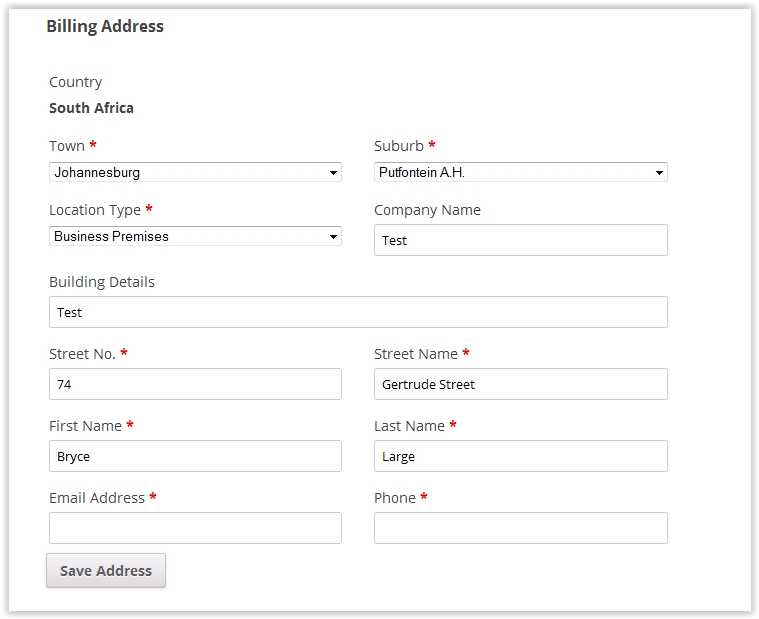 Billing Address
Country
South Africa
Town * Suburb *
Johannesburg Putfontein A.H.
Location Type * Company Name
Business Premises Test
Building Details
Test
Street No. * Street Name *
74 Gertrude Street
First Name * Last Name *
Bryce Large
Email Address * Phone *
Save Address